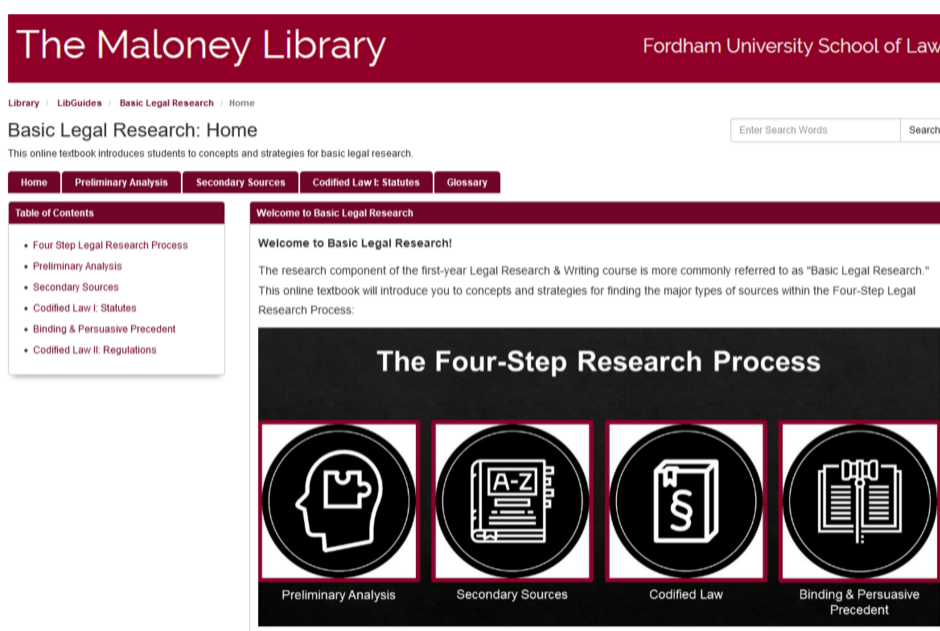 The Maloney Library
Fordham University School of Law
Library / LibGuides / Basic Legal Research / Home
Basic Legal Research: Home
Enter Search Words
Search
This online textbook introduces students to concepts and strategies for basic legal research.
Home
Preliminary Analysis
Secondary Sources
Codified Law I: Statutes
Glossary
Table of Contents
Four Step Legal Research Process
Preliminary Analysis
Secondary Sources
Codified Law I: Statutes
Binding & Persuasive Precedent
Codified Law II: Regulations
Welcome to Basic Legal Research
Welcome to Basic Legal Research!
The research component of the first-year Legal Research & Writing course is more commonly referred to as "Basic Legal Research."
This online textbook will introduce you to concepts and strategies for finding the major types of sources within the Four-Step Legal
Research Process:
The Four-Step Research Process
A-Z
§
Preliminary Analysis
Secondary Sources
Codified Law
Binding & Persuasive
Precedent